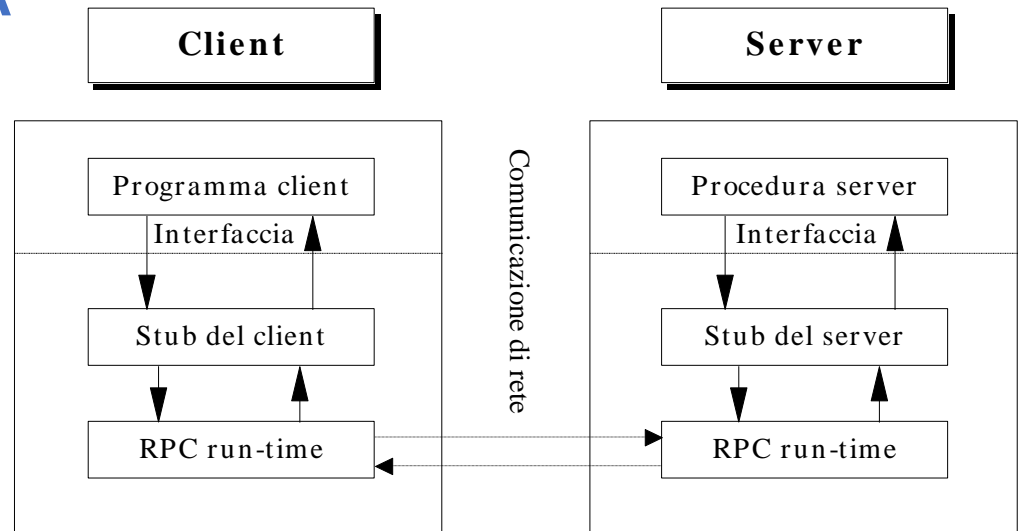 Client
Server
Programma client
Interfaccia
Stub del client
RPC run-time
Comunicazione di rete
Procedura server
Interfaccia
Stub del server
RPC run-time